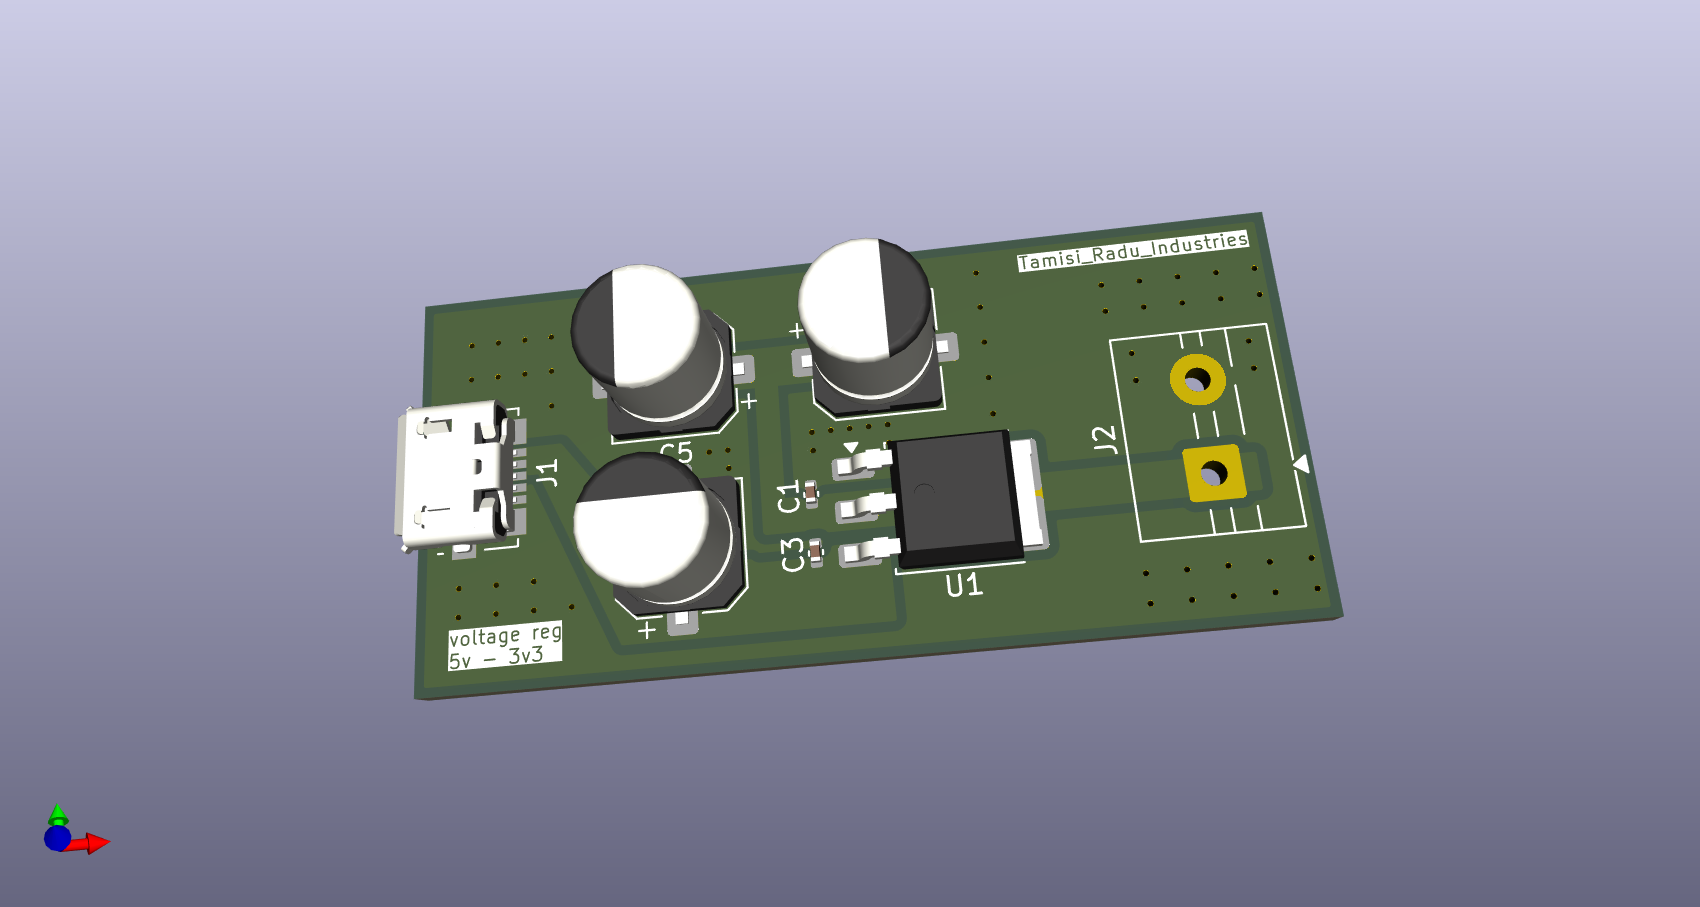 Tamisi_Radu_Industries
+
+
C5
J2
J1
C1
C3
U1
+
voltage reg
5v - 3v3